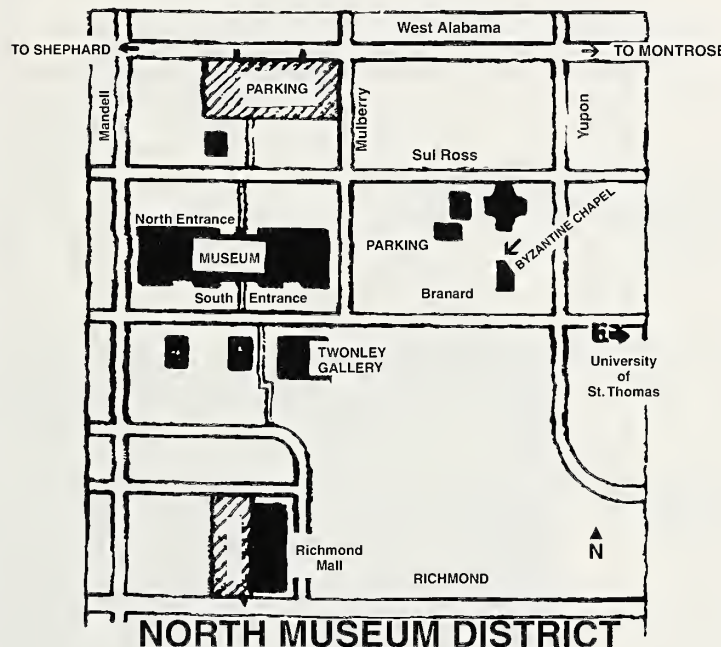 West Alabama
TO SHEPHARD
TO MONTROSE
PARKING
Mandell
Mulberry
Yupon
Sul Ross
North Entrance
MUSEUM
South Entrance
PARKING
BYZANTINE CHAPEL
Branard
TWONLEY
GALLERY
University
of
St. Thomas
Richmond
Mall
N
RICHMOND
NORTH MUSEUM DISTRICT